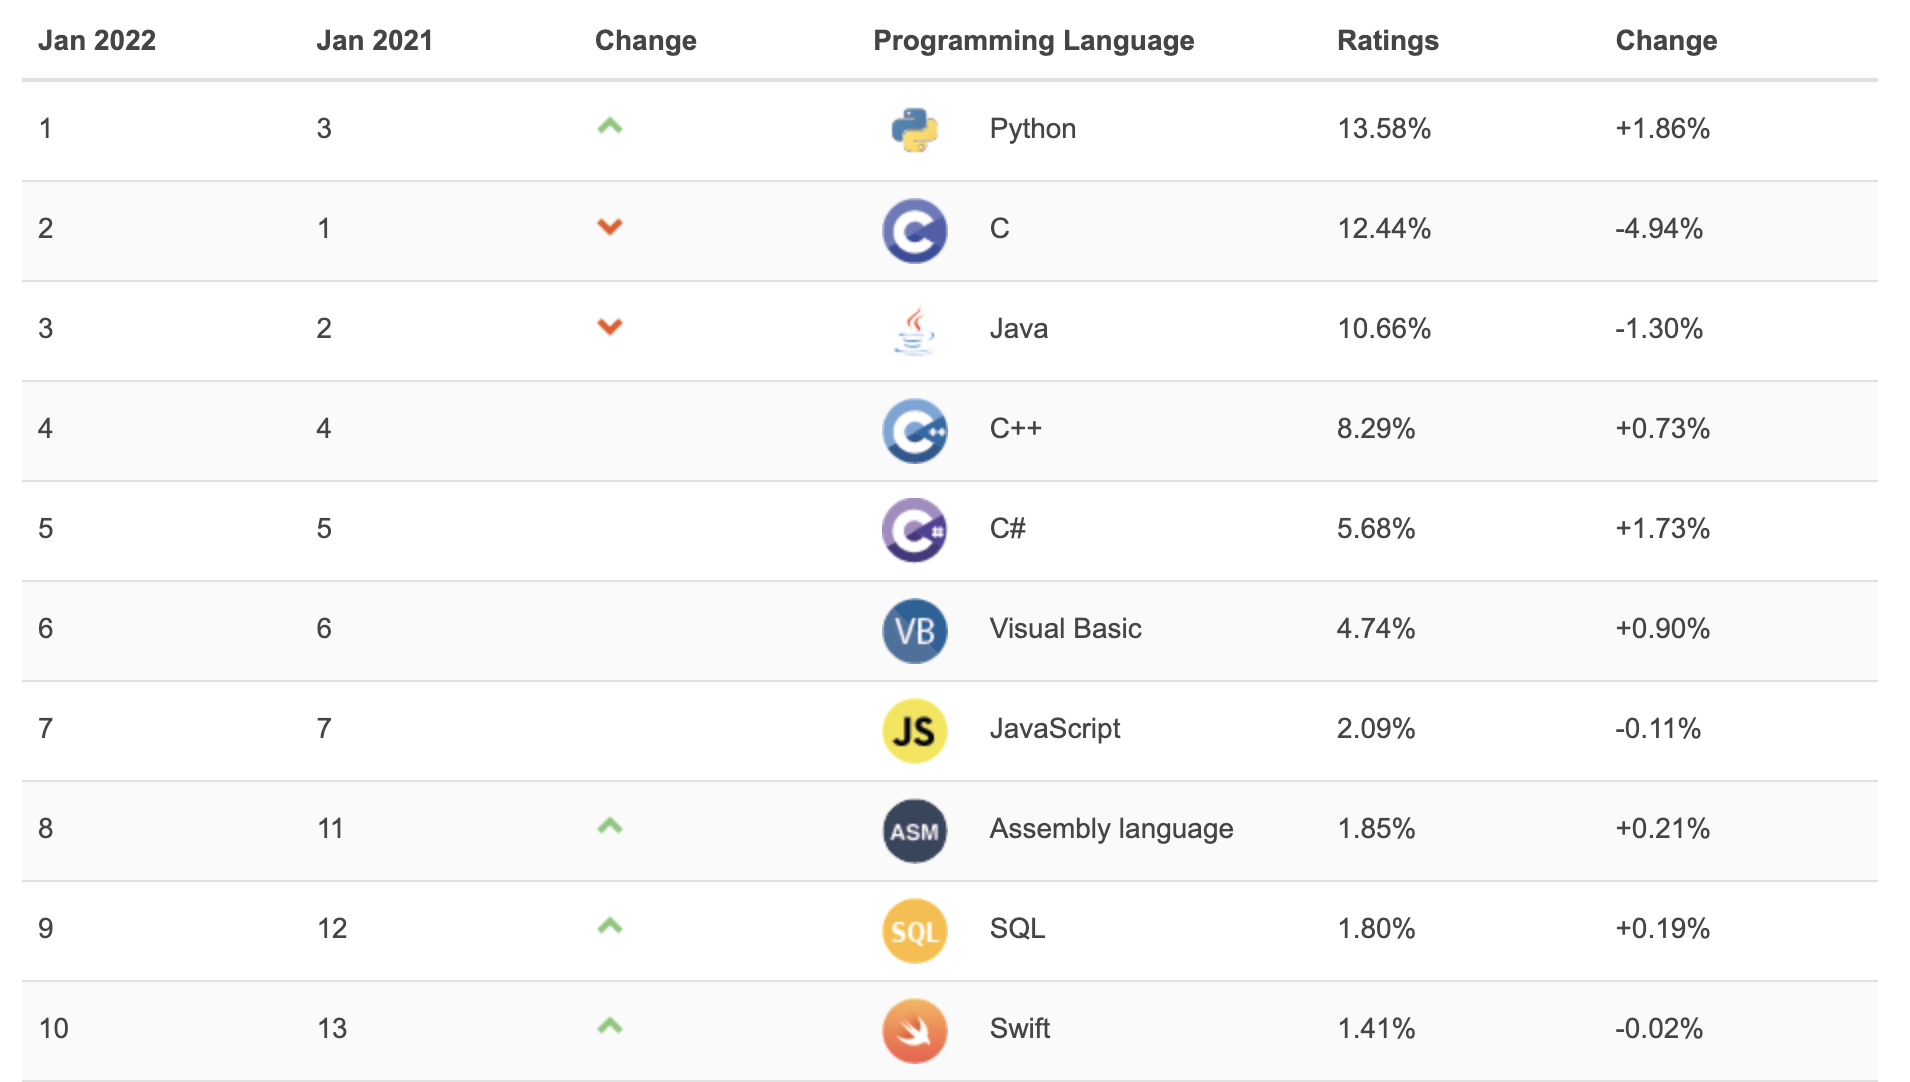 Jan 2022 Jan 2021 Change Programming Language Ratings Change
1 3 Python 13.58% +1.86%
2 1 C C 12.44% -4.94%
3 2 Java 10.66% -1.30%
4 4 C++ C++ 8.29% +0.73%
5 5 C# C# 5.68% +1.73%
6 6 VB Visual Basic 4.74% +0.90%
7 7 JS JavaScript 2.09% -0.11%
8 11 ASM Assembly language 1.85% +0.21%
9 12 SQL SQL 1.80% +0.19%
10 13 Swift 1.41% -0.02%